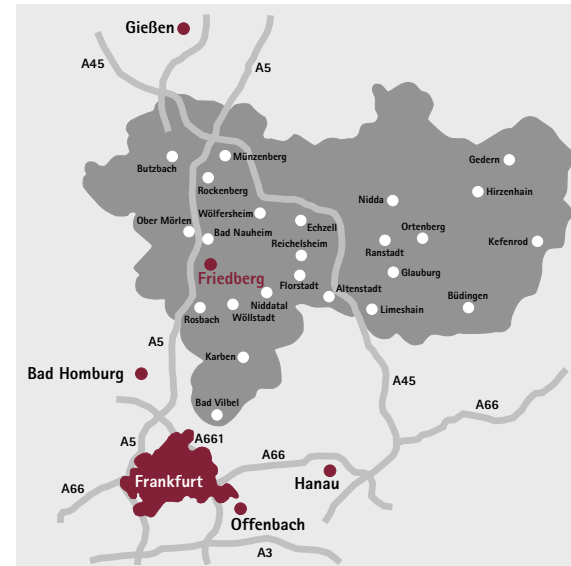 Gießen
A45
A5
Butzbach
Münzenberg
Gedern
Rockenberg
Hirzenhain
Nidda
Wölfersheim
Ober Mörlen
Echzell
Ortenberg
Bad Nauheim
Reichelsheim
Ranstadt
Kefenrod
Friedberg
Glauburg
Florstadt
Altenstadt
Büdingen
Niddatal
Rosbach
Wöllstadt
Limeshain
A5
Karben
Bad Homburg
A45
Bad Vilbel
A66
A5
A661
A66
Frankfurt
Hanau
A66
Offenbach
A3